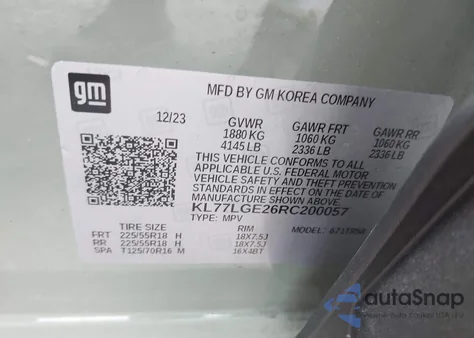 gm
MFD BY GM KOREA COMPANY
12/23 GVWR GAWR FRT GAWR RR
1880 KG 1060 KG 1060 KG
4145 LB 2336 LB 2336 LB
THIS VEHICLE CONFORMS TO ALL
APPLICABLE U.S. FEDERAL MOTOR
VEHICLE SAFETY AND THEFT PREVENTION
STANDARDS IN EFFECT ON THE DATE OF
MANUFACTURE SHOWN ABOVE.
KL77LGE26RC200057
TYPE: MPV MODEL:
TIRE SIZE RIM
FRT 225/55R18 H 18X7.5J
RR 225/55R18 H 18X7.5J
SPA T125/70R16 M 16X4BT
autoSnap